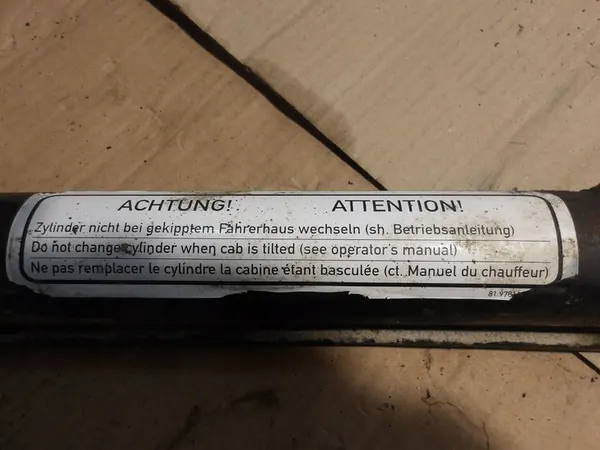 ACHTUNG! ATTENTION!
Zylinder nicht bei gekipptem Fahrerhaus wechseln (sh. Betriebsanleitung)
Do not change cylinder when cab is tilted (see operator's manual)
Ne pas remplacer le cylindre la cabine étant basculée (ct. Manuel du chauffeur)